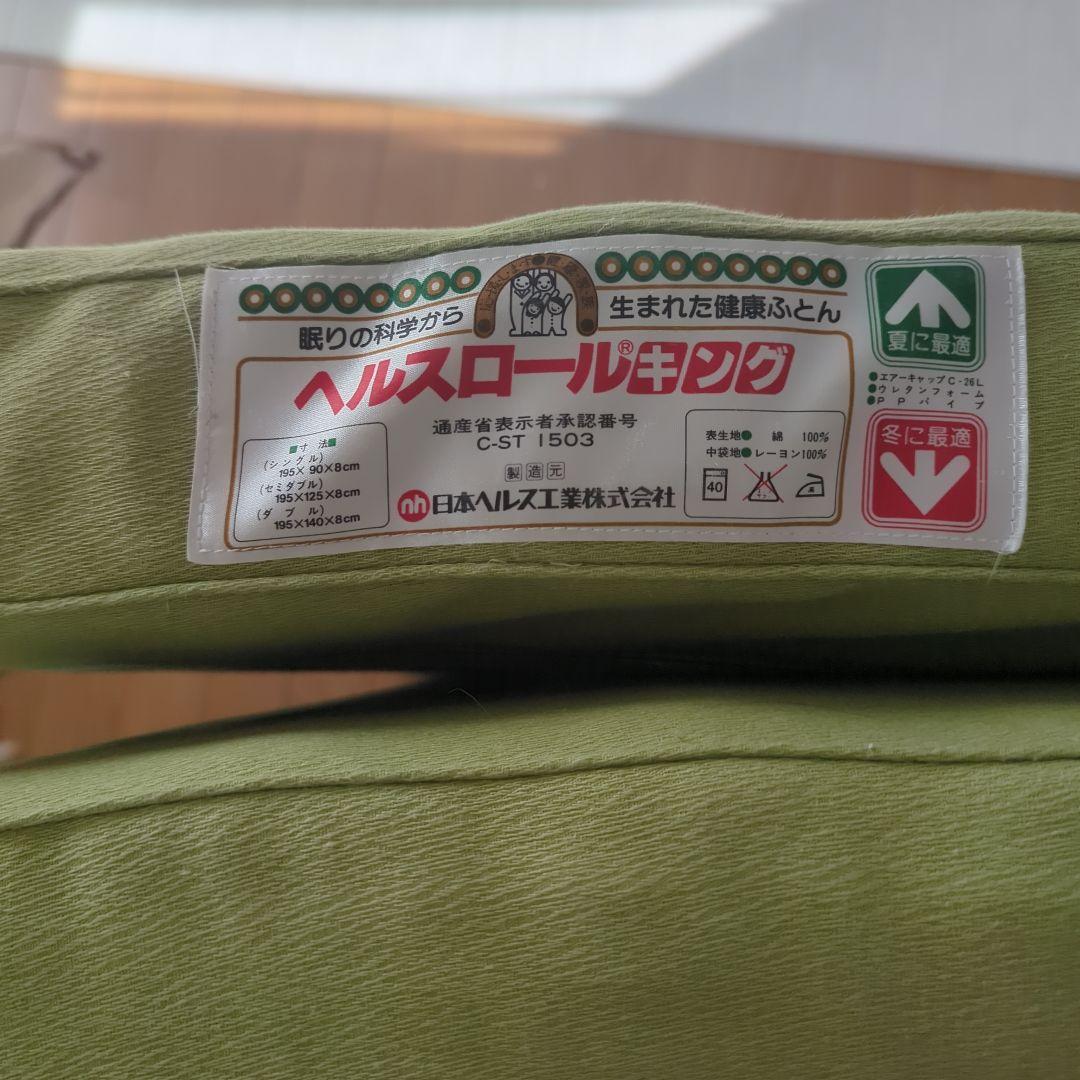 眠りの科学から
生まれた健康ふとん
ヘルスロール®キング
通産省表示者承認番号
C-ST 1503
製造元
nh 日本ヘルス工業株式会社
■寸法■
(シングル)
195×90×8cm
(セミダブル)
195×125×8cm
(ダブル)
195×140×8cm
表生地●綿 100%
中袋地●レーヨン100%
40
夏に最適
●エアーキャップC-26L
●ウレタンフォーム
●PPパイプ
冬に最適